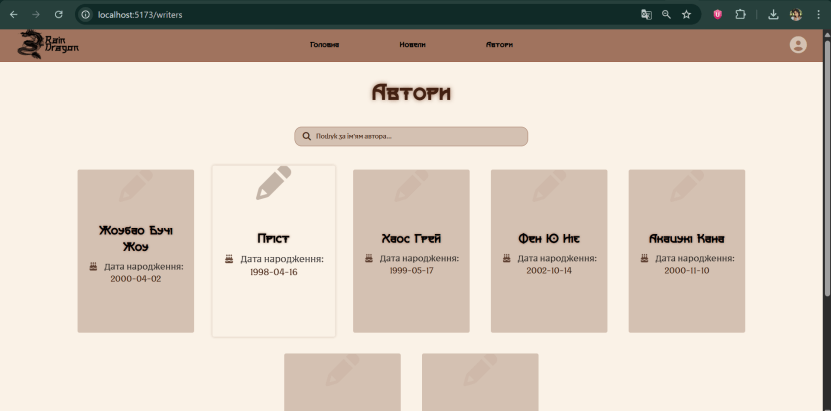 localhost:5173/writers
Rain
Dragon
Головна
Новели
Автори
Автори
Пошук за ім'ям автора...
Жоубао Бучі
Жоу
Дата народження:
2000-04-02
Пріст
Дата народження:
1998-04-16
Хаос Грей
Дата народження:
1999-05-17
Фен Ю Ніє
Дата народження:
2002-10-14
Акацукі Кана
Дата народження:
2000-11-10